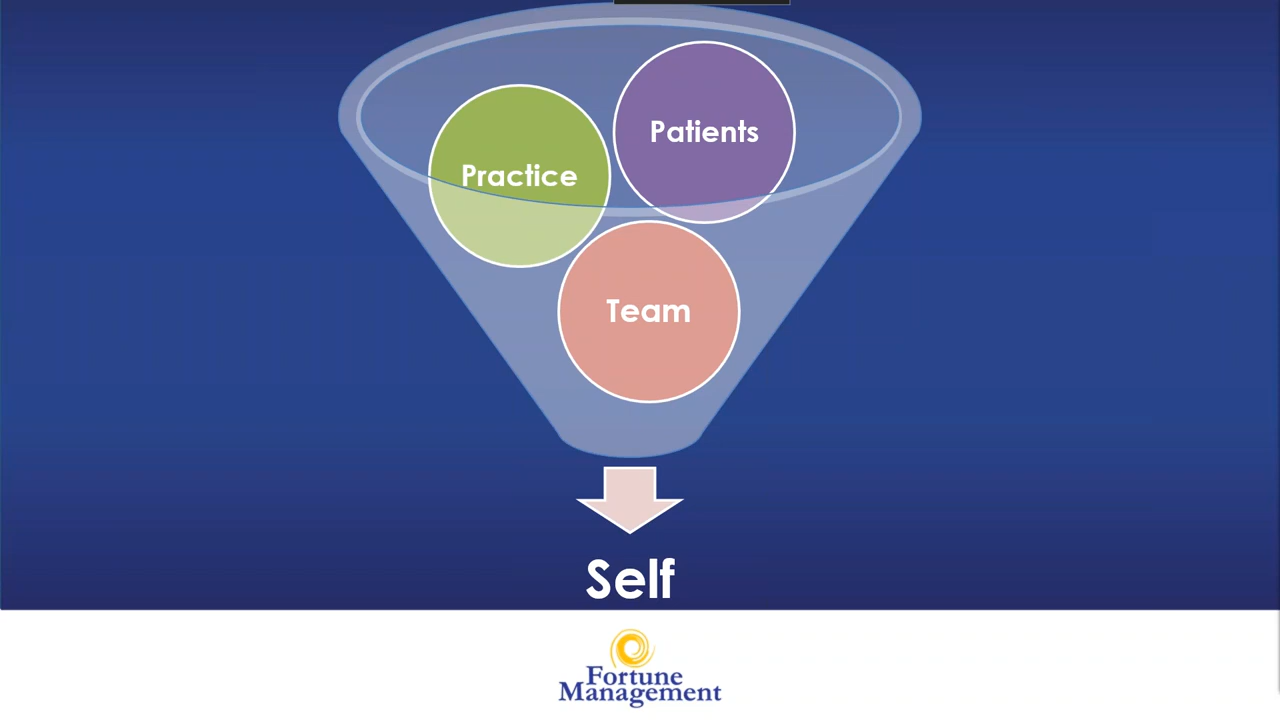 Patients
Practice
Team
Self
Fortune
Management